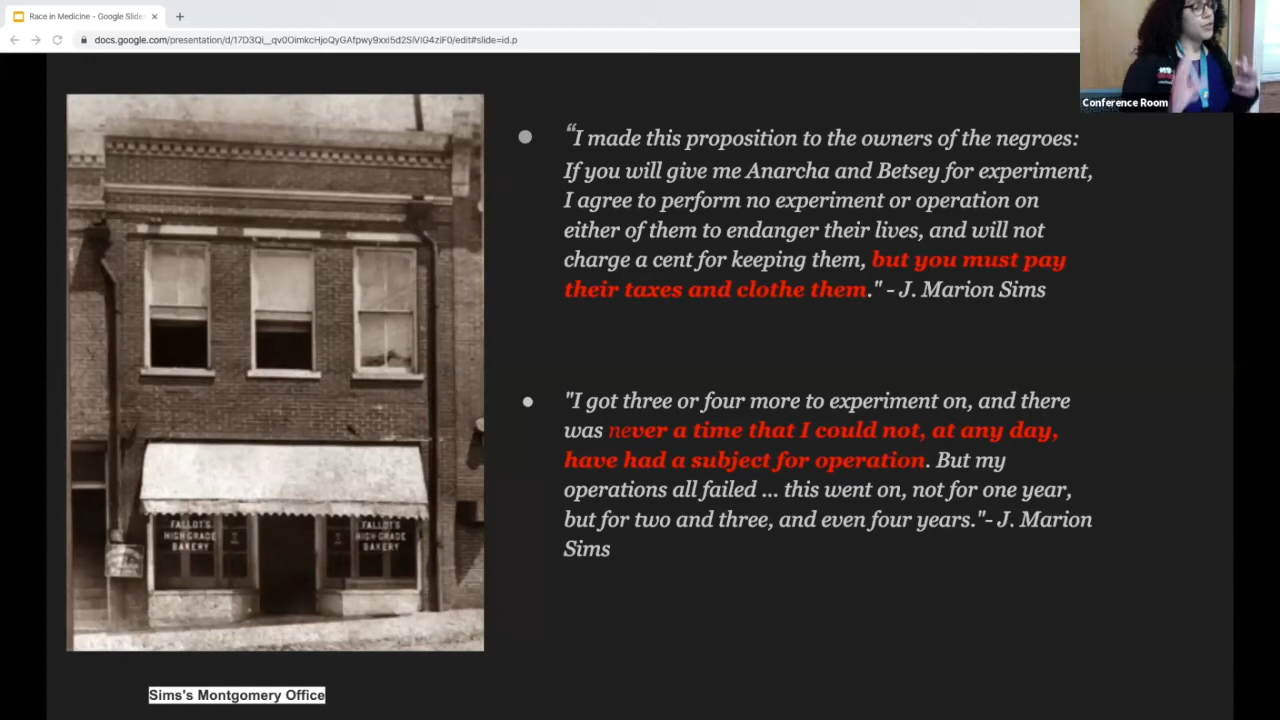 Race in Medicine - Google Slides
docs.google.com/presentation/d/17D3Qi__qv0OimkcHjoQyGAfpwy9xxi5d2SiVIG4ziF0/edit#slide=id.p
Conference Room
“I made this proposition to the owners of the negroes:
If you will give me Anarcha and Betsey for experiment,
I agree to perform no experiment or operation on
either of them to endanger their lives, and will not
charge a cent for keeping them, but you must pay
their taxes and clothe them." - J. Marion Sims
"I got three or four more to experiment on, and there
was never a time that I could not, at any day,
have had a subject for operation. But my
operations all failed ... this went on, not for one year,
but for two and three, and even four years."- J. Marion
Sims
FALLOT'S
HIGH GRADE
BAKERY
FALLOT'S
HIGH GRADE
BAKERY
Sims's Montgomery Office